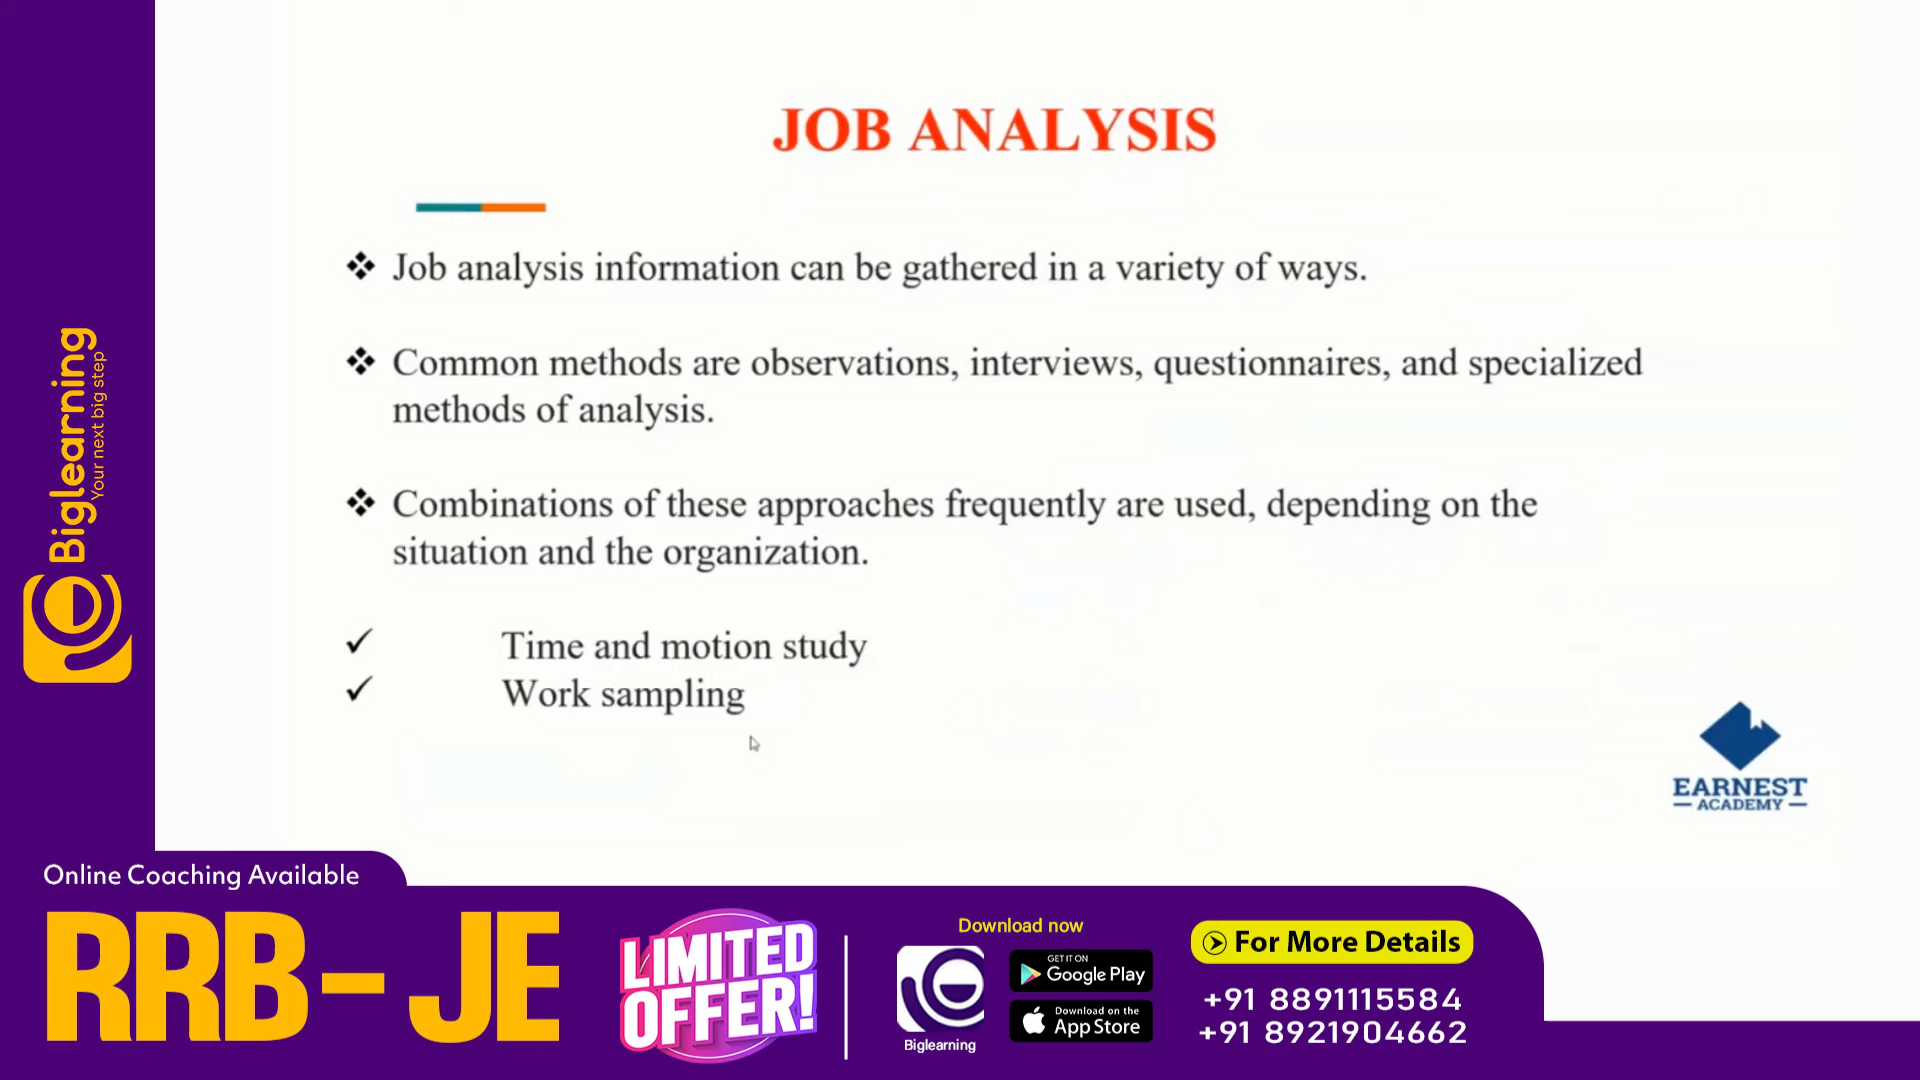 JOB ANALYSIS
Job analysis information can be gathered in a variety of ways.
Common methods are observations, interviews, questionnaires, and specialized
methods of analysis.
Combinations of these approaches frequently are used, depending on the
situation and the organization.
Time and motion study
Work sampling
EARNEST
ACADEMY
Biglearning
Your next big step
Online Coaching Available
RRB - JE
LIMITED
OFFER!
Download now
Biglearning
GET IT ON
Google Play
Download on the
App Store
For More Details
+91 8891115584
+91 8921904662